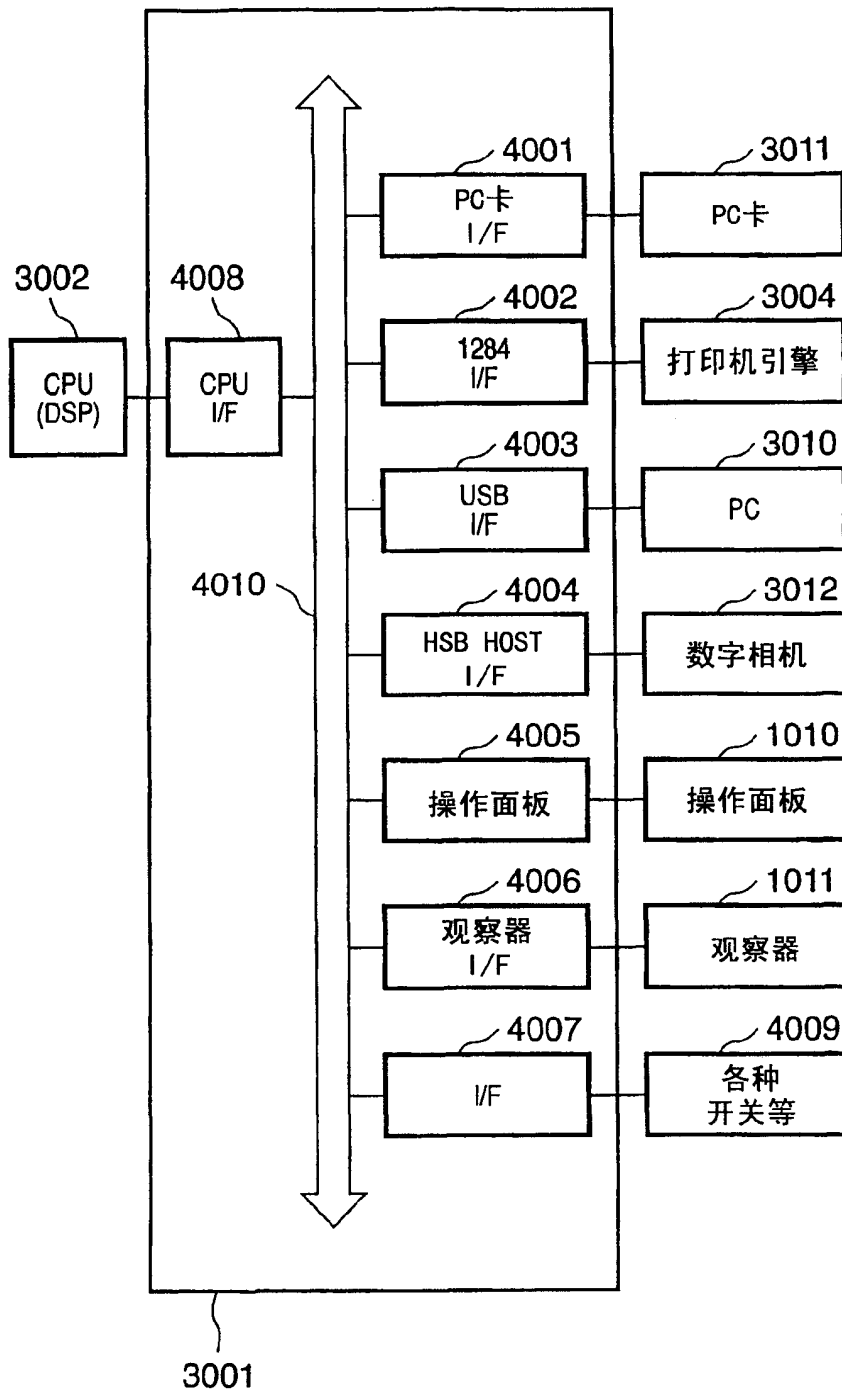 4001
3011
PC卡
I/F
PC卡
3002
4008
4002
3004
CPU
(DSP)
CPU
I/F
1284
I/F
打印机引擎
4003
3010
USB
I/F
PC
4010
4004
3012
HSB HOST
I/F
数字相机
4005
1010
操作面板
操作面板
4006
1011
观察器
I/F
观察器
4007
4009
I/F
各种
开关等
3001